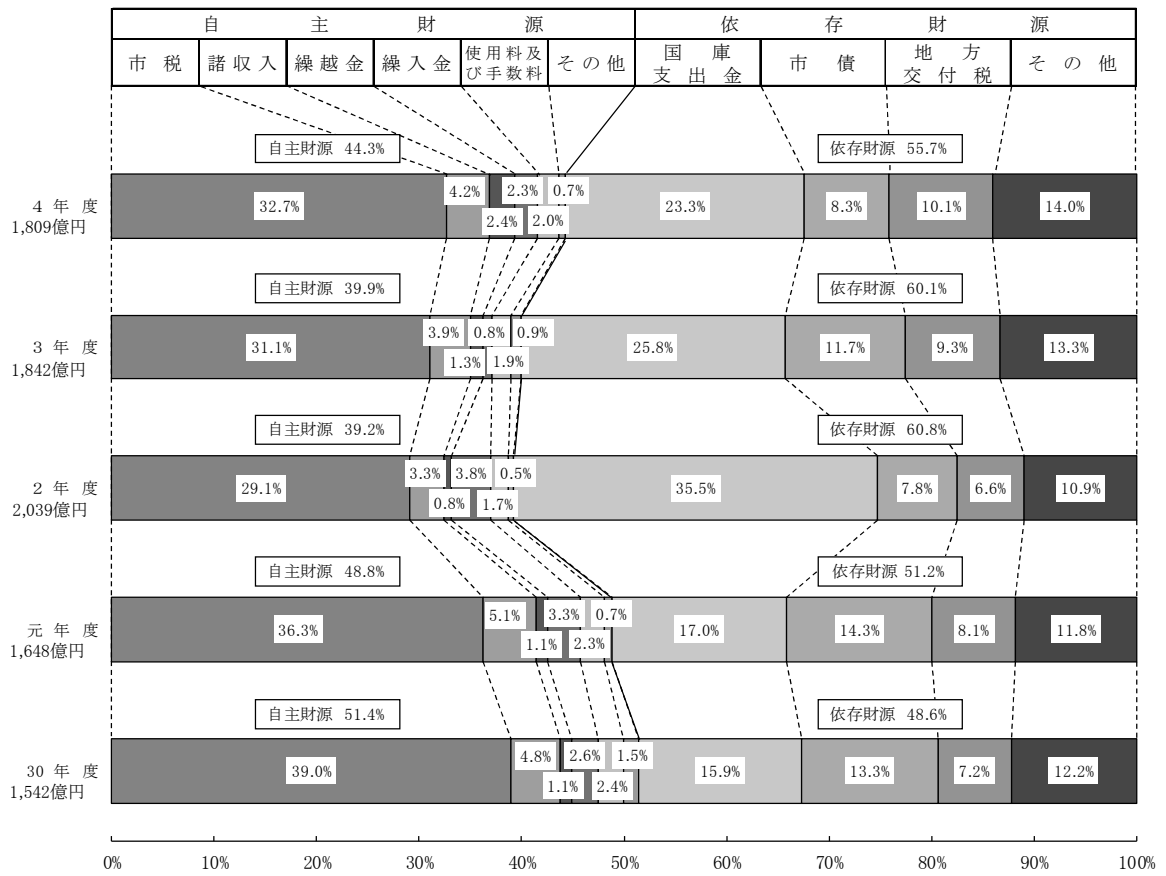 自主財源 依存財源
市税 諸収入 繰越金 繰入金 使用料及び手数料 その他 国庫支出金 市債 地方交付税 その他
自主財源 44.3% 依存財源 55.7%
4年度
1,809億円
32.7% 4.2% 2.4% 2.3% 2.0% 0.7% 23.3% 8.3% 10.1% 14.0%
自主財源 39.9% 依存財源 60.1%
3年度
1,842億円
31.1% 3.9% 1.3% 0.8% 1.9% 0.9% 25.8% 11.7% 9.3% 13.3%
自主財源 39.2% 依存財源 60.8%
2年度
2,039億円
29.1% 3.3% 0.8% 3.8% 1.7% 0.5% 35.5% 7.8% 6.6% 10.9%
自主財源 48.8% 依存財源 51.2%
元年度
1,648億円
36.3% 5.1% 1.1% 3.3% 2.3% 0.7% 17.0% 14.3% 8.1% 11.8%
自主財源 51.4% 依存財源 48.6%
30年度
1,542億円
39.0% 4.8% 1.1% 2.6% 2.4% 1.5% 15.9% 13.3% 7.2% 12.2%
0% 10% 20% 30% 40% 50% 60% 70% 80% 90% 100%